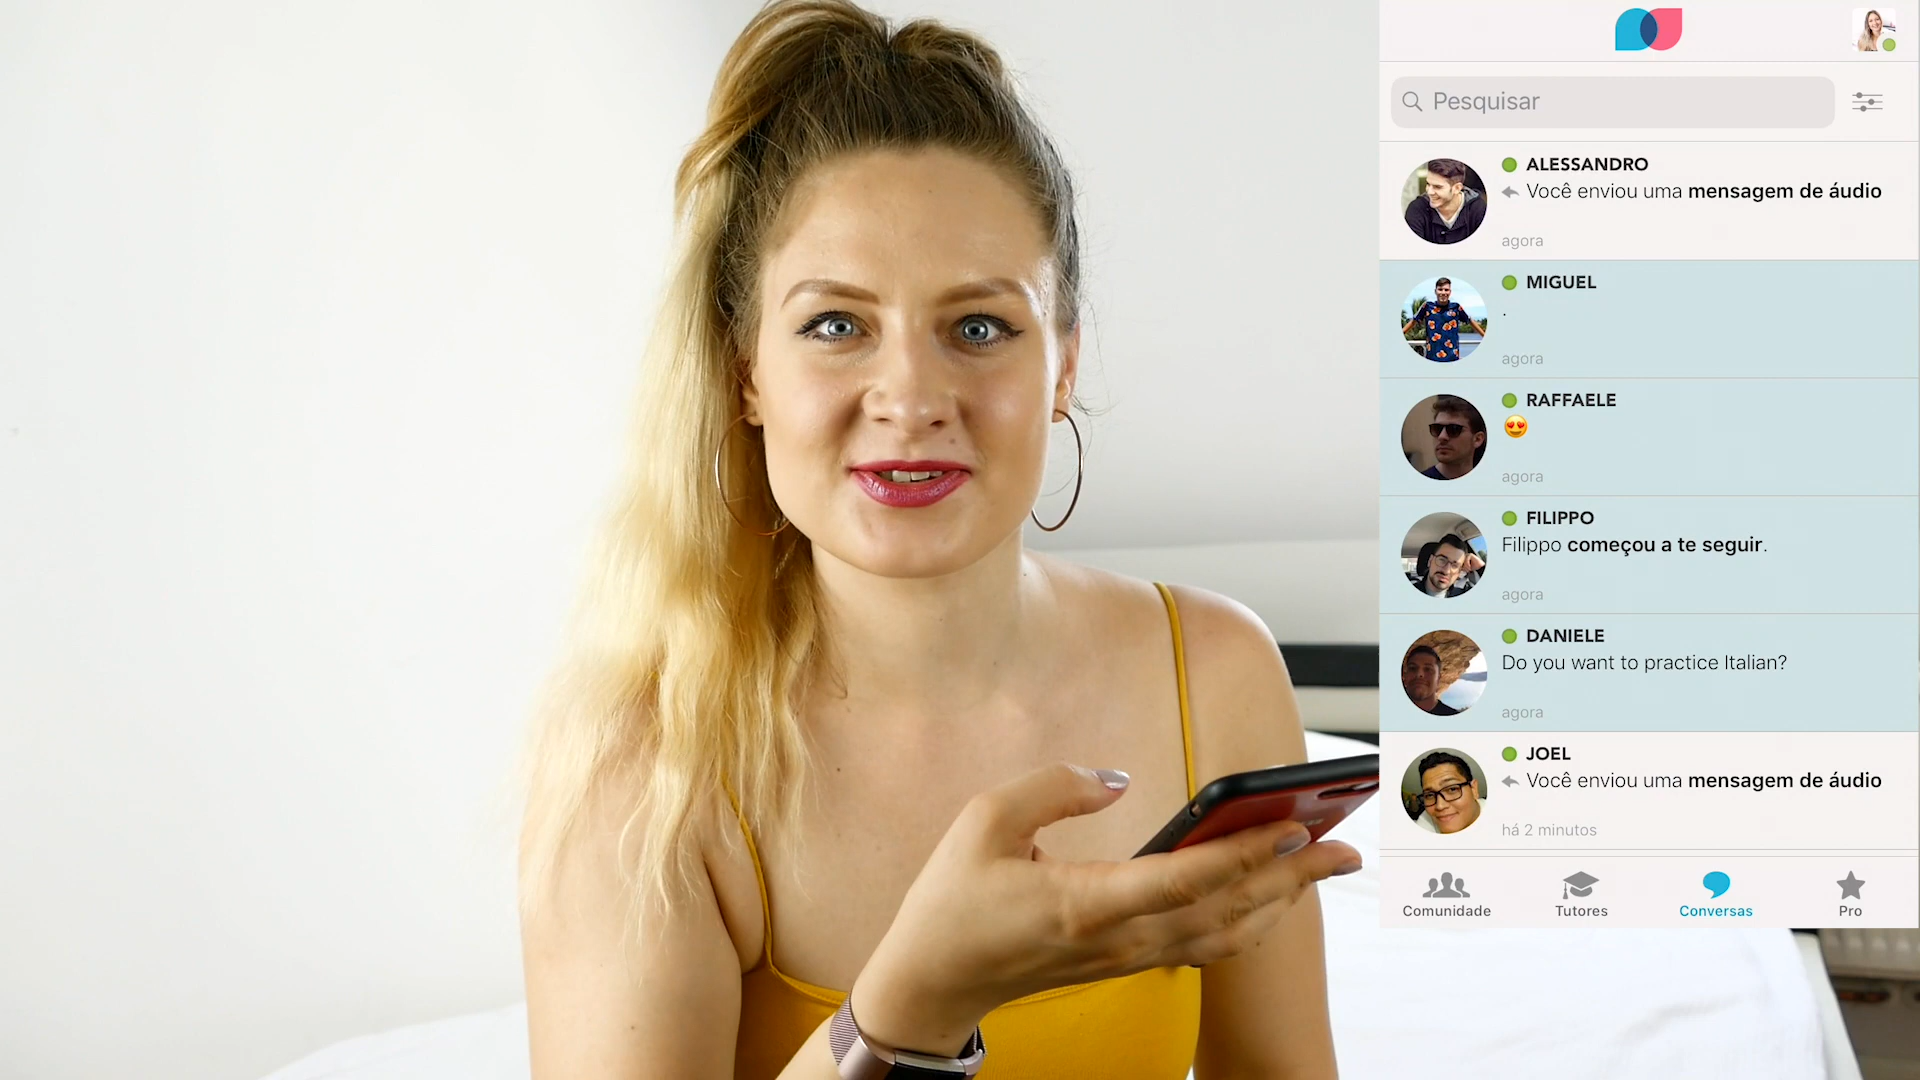 Pesquisar
ALESSANDRO
Você enviou uma mensagem de áudio
agora
MIGUEL
.
agora
RAFFAELE
😍
agora
FILIPPO
Filippo começou a te seguir.
agora
DANIELE
Do you want to practice Italian?
agora
JOEL
Você enviou uma mensagem de áudio
há 2 minutos
Comunidade
Tutores
Conversas
Pro